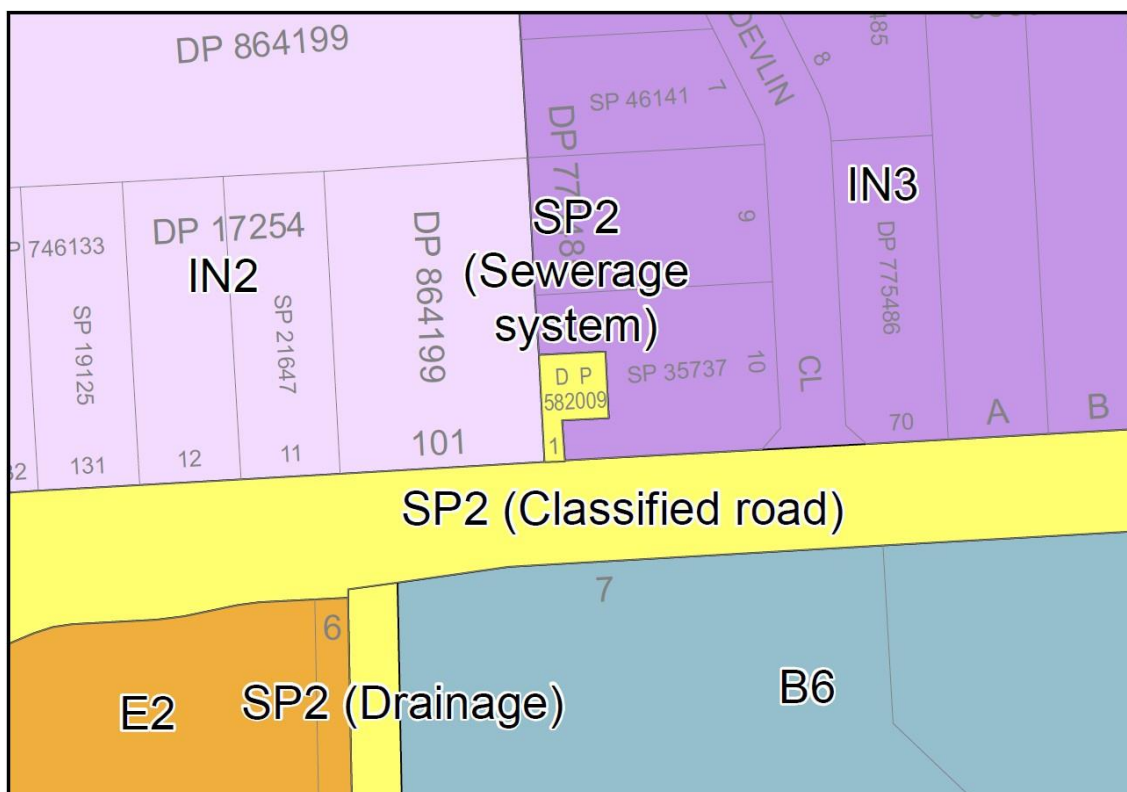 DP 864199
DEVLIN
8
485
SP 46141
7
IN3
DP 17254
IN2
746133
SP 19125
SP 21647
DP 864199
SP2
(Sewerage
system)
9
DP 775486
D P
582009
SP 35737
10
CL
70
A
B
131
12
11
101
1
SP2 (Classified road)
7
6
E2
SP2 (Drainage)
B6